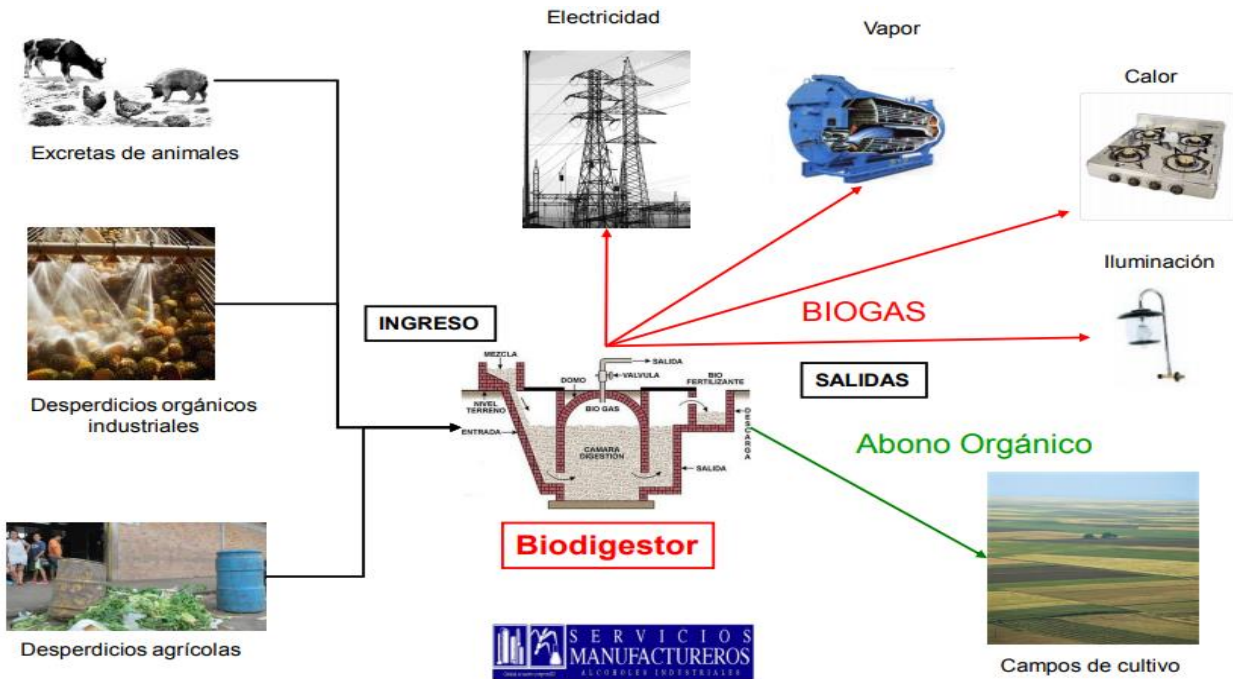 Electricidad
Vapor
Calor
Excretas de animales
Iluminación
INGRESO
BIOGAS
SALIDAS
MEZCLA
SALIDA
DOMO
VALVULA
BIO
FERTILIZANTE
NIVEL
TERRENO
BIO GAS
ENTRADA
DESCARGA
CAMARA
DIGESTIÓN
SALIDA
Desperdicios orgánicos
industriales
Abono Orgánico
Biodigestor
Desperdicios agrícolas
SERVICIOS
MANUFACTUREROS
ALCOHOLES INDUSTRIALES
Campos de cultivo